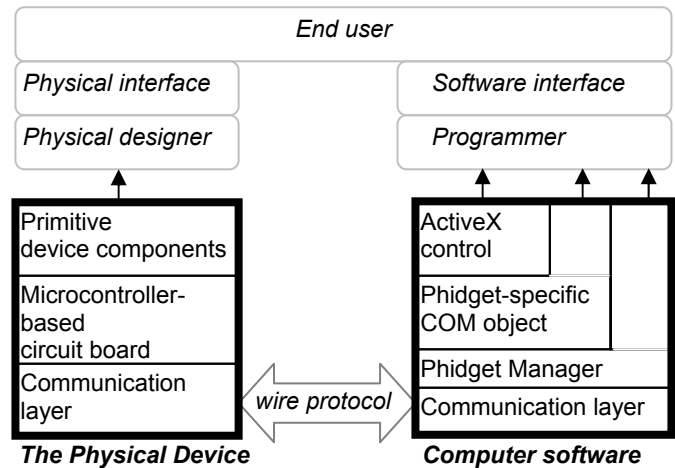 End user
Physical interface
Software interface
Physical designer
Programmer
Primitive
device components
Microcontroller-
based
circuit board
Communication
layer
wire protocol
ActiveX
control
Phidget-specific
COM object
Phidget Manager
Communication layer
The Physical Device
Computer software